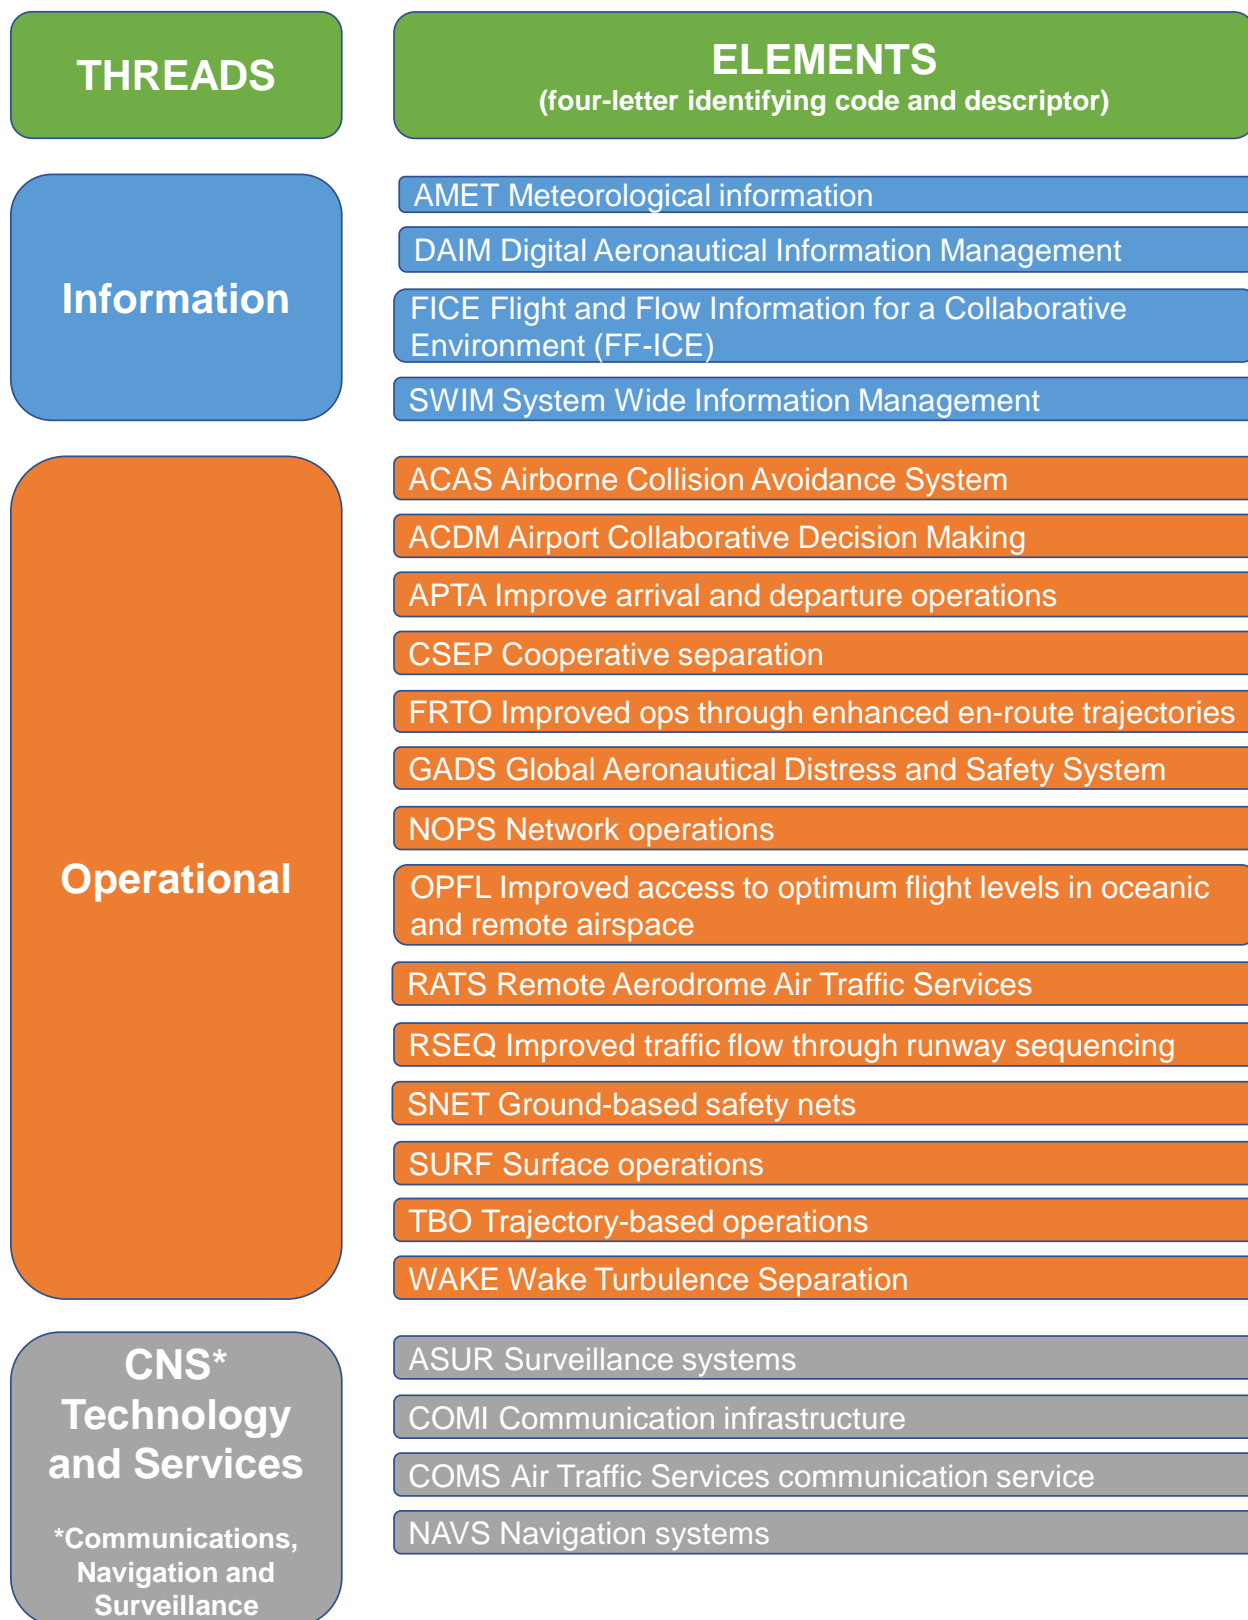 THREADS
ELEMENTS
(four-letter identifying code and descriptor)
Information
AMET Meteorological information
DAIM Digital Aeronautical Information Management
FICE Flight and Flow Information for a Collaborative
Environment (FF-ICE)
SWIM System Wide Information Management
Operational
ACAS Airborne Collision Avoidance System
ACDM Airport Collaborative Decision Making
APTA Improve arrival and departure operations
CSEP Cooperative separation
FRTO Improved ops through enhanced en-route trajectories
GADS Global Aeronautical Distress and Safety System
NOPS Network operations
OPFL Improved access to optimum flight levels in oceanic
and remote airspace
RATS Remote Aerodrome Air Traffic Services
RSEQ Improved traffic flow through runway sequencing
SNET Ground-based safety nets
SURF Surface operations
TBO Trajectory-based operations
WAKE Wake Turbulence Separation
CNS*
Technology
and Services
*Communications,
Navigation and
Surveillance
ASUR Surveillance systems
COMI Communication infrastructure
COMS Air Traffic Services communication service
NAVS Navigation systems